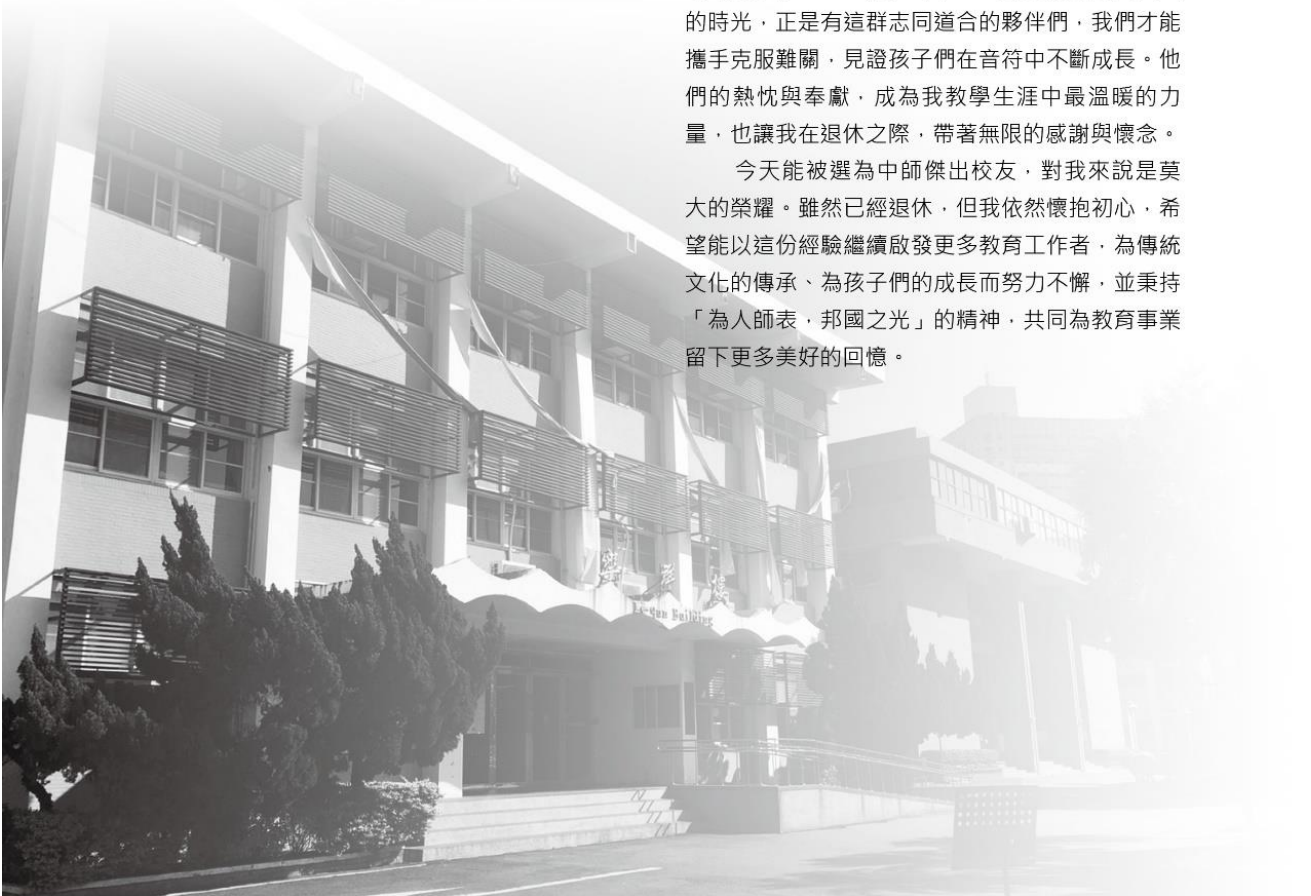 的時光，正是有這群志同道合的夥伴們，我們才能
攜手克服難關，見證孩子們在音符中不斷成長。他
們的熱忱與奉獻，成為我教學生涯中最溫暖的力
量，也讓我在退休之際，帶著無限的感謝與懷念。
今天能被選為中師傑出校友，對我來說是莫
大的榮耀。雖然已經退休，但我依然懷抱初心，希
望能以這份經驗繼續啟發更多教育工作者，為傳統
文化的傳承、為孩子們的成長而努力不懈，並秉持
「為人師表，邦國之光」的精神，共同為教育事業
留下更多美好的回憶。
樓
Building